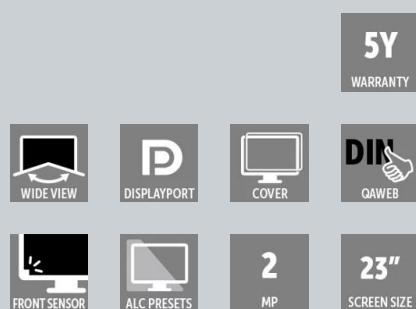 5Y
WARRANTY
WIDE VIEW
DISPLAYPORT
COVER
DIN
QAWEB
FRONT SENSOR
ALC PRESETS
2
MP
23"
SCREEN SIZE